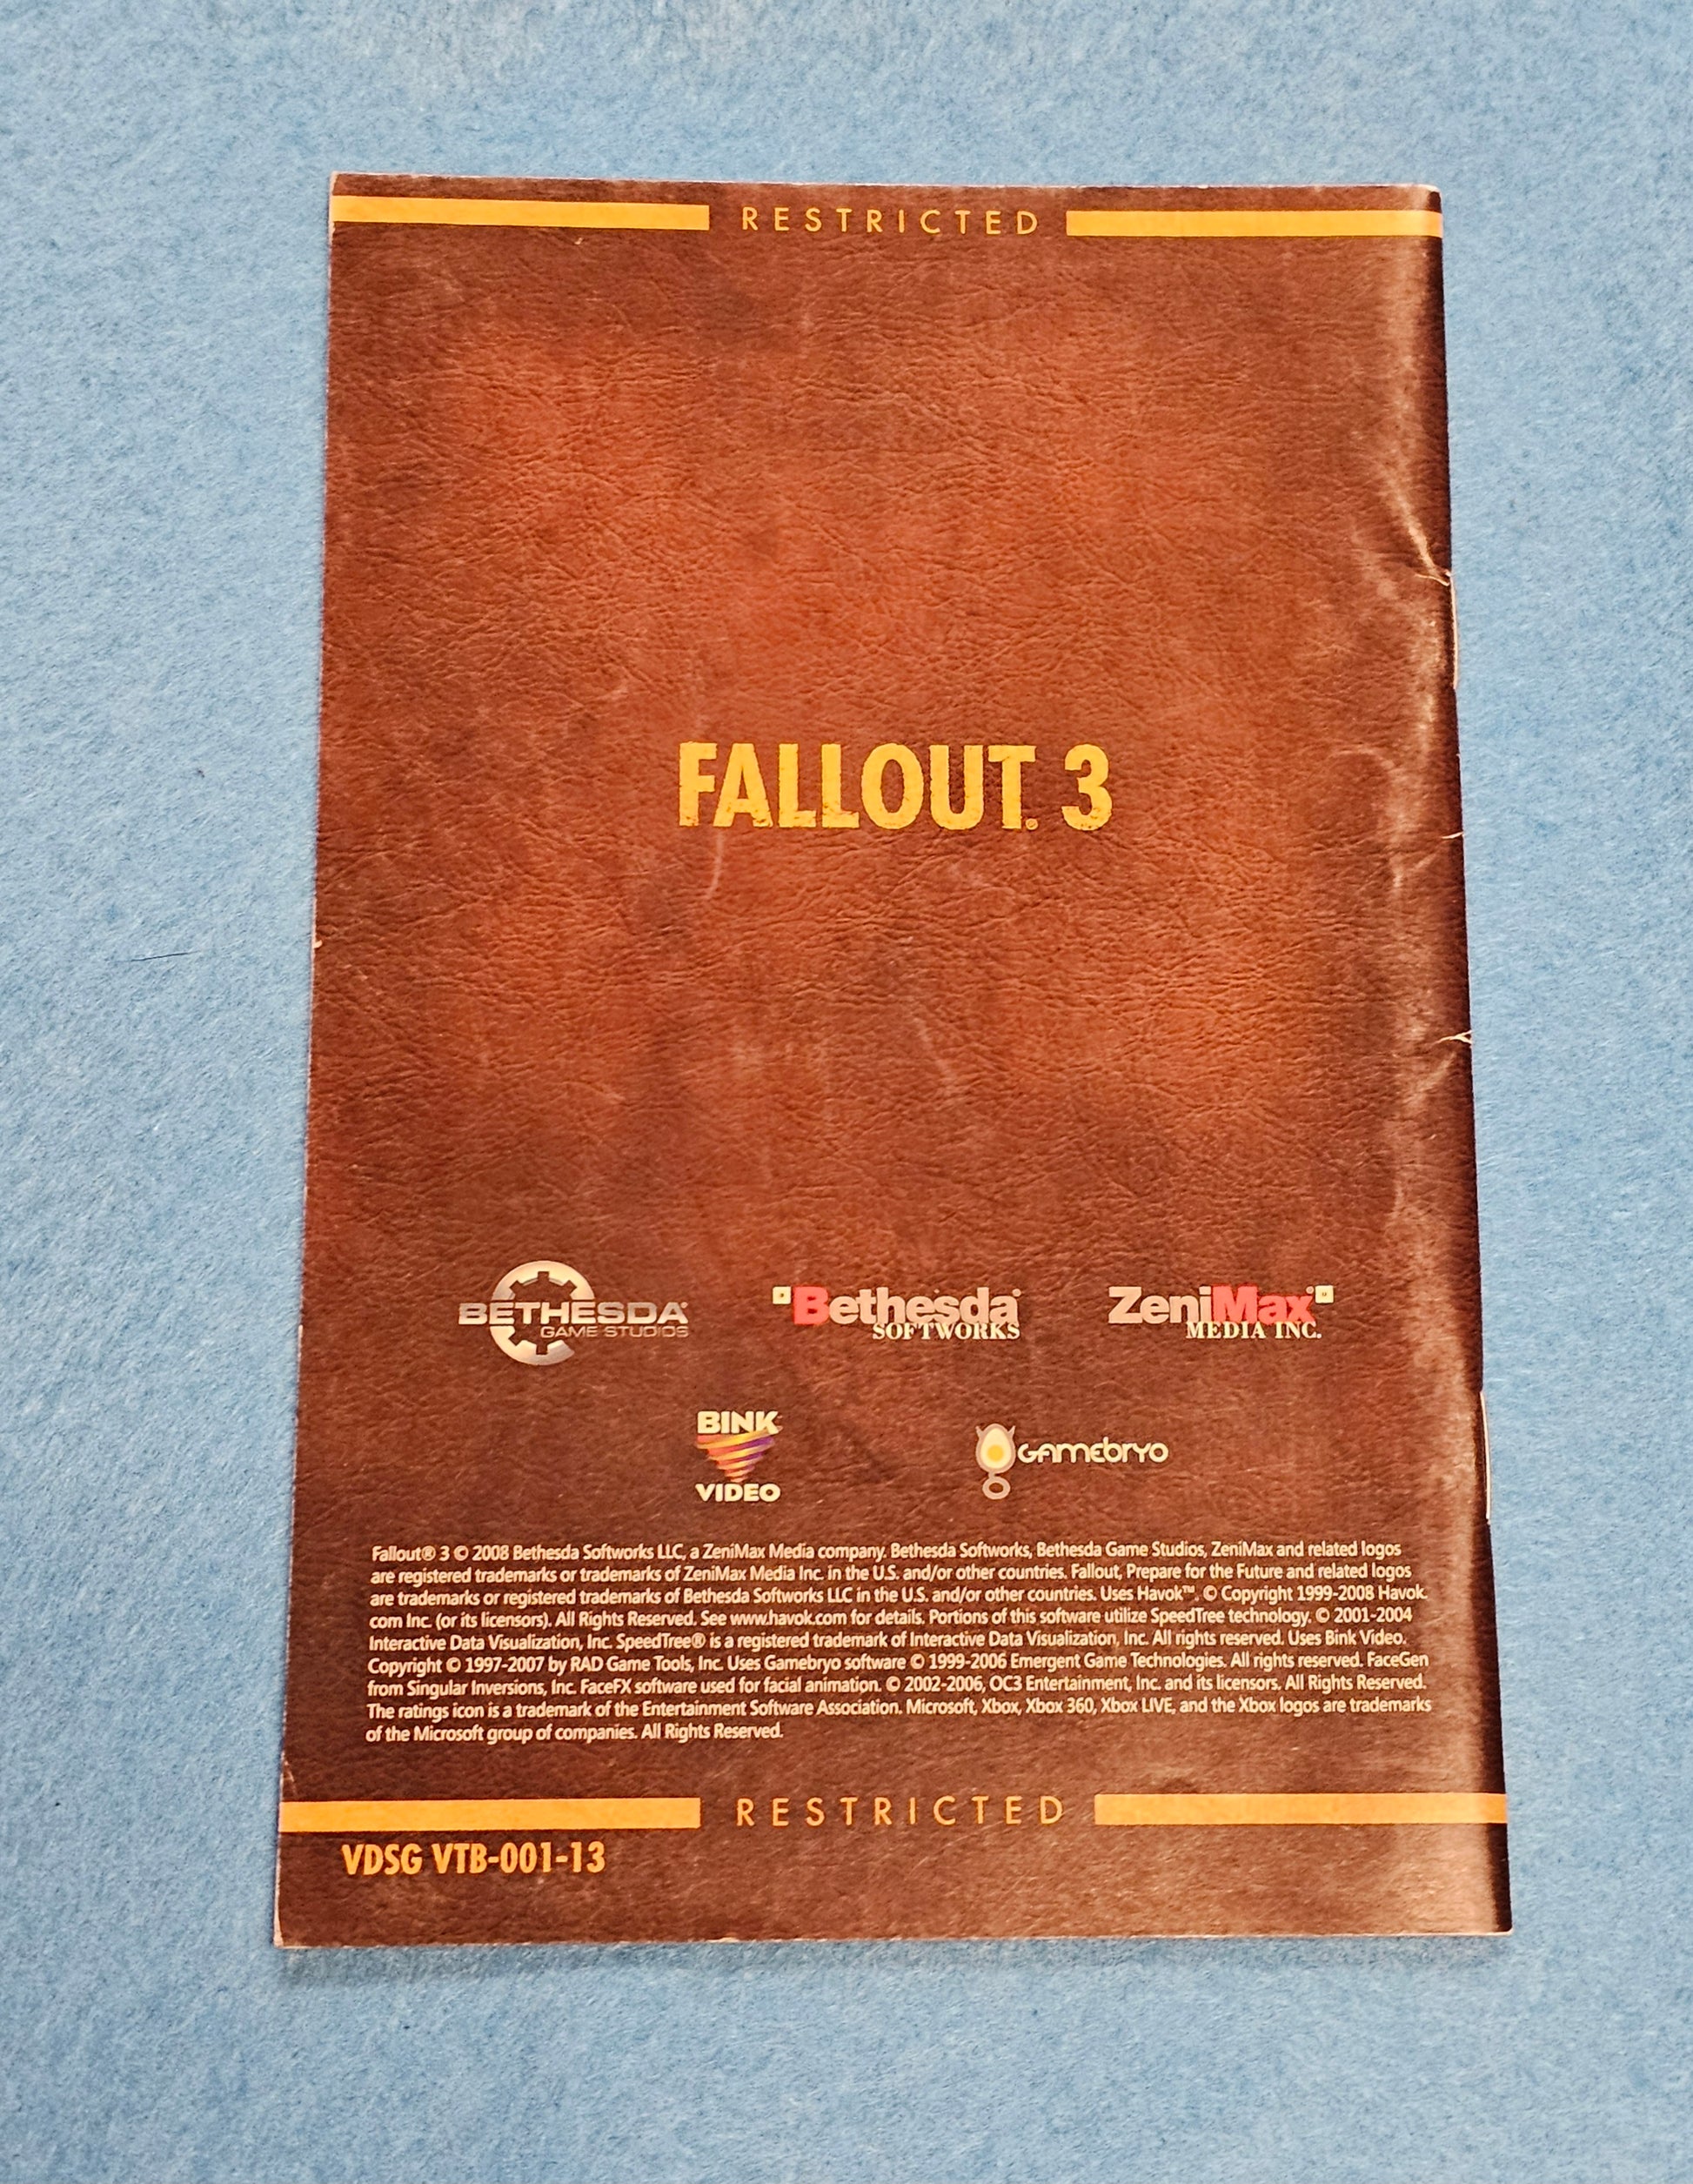 RESTRICTED
FALLOUT® 3
BETHESDA®
GAME STUDIOS
Bethesda®
SOFTWORKS
ZeniMax®
MEDIA INC.
BINK
VIDEO
GAMEBRYO
Fallout® 3 © 2008 Bethesda Softworks LLC, a ZeniMax Media company. Bethesda Softworks, Bethesda Game Studios, ZeniMax and related logos
are registered trademarks or trademarks of ZeniMax Media Inc. in the U.S. and/or other countries. Fallout, Prepare for the Future and related logos
are trademarks or registered trademarks of Bethesda Softworks LLC in the U.S. and/or other countries. Uses Havok™. © Copyright 1999-2008 Havok.
com Inc. (or its licensors). All Rights Reserved. See www.havok.com for details. Portions of this software utilize SpeedTree technology. © 2001-2004
Interactive Data Visualization, Inc. SpeedTree® is a registered trademark of Interactive Data Visualization, Inc. All rights reserved. Uses Bink Video.
Copyright © 1997-2007 by RAD Game Tools, Inc. Uses Gamebryo software © 1999-2006 Emergent Game Technologies. All rights reserved. FaceGen
from Singular Inversions, Inc. FaceFX software used for facial animation. © 2002-2006, OC3 Entertainment, Inc. and its licensors. All Rights Reserved.
The ratings icon is a trademark of the Entertainment Software Association. Microsoft, Xbox, Xbox 360, Xbox LIVE, and the Xbox logos are trademarks
of the Microsoft group of companies. All Rights Reserved.
RESTRICTED
VDSG VTB-001-13